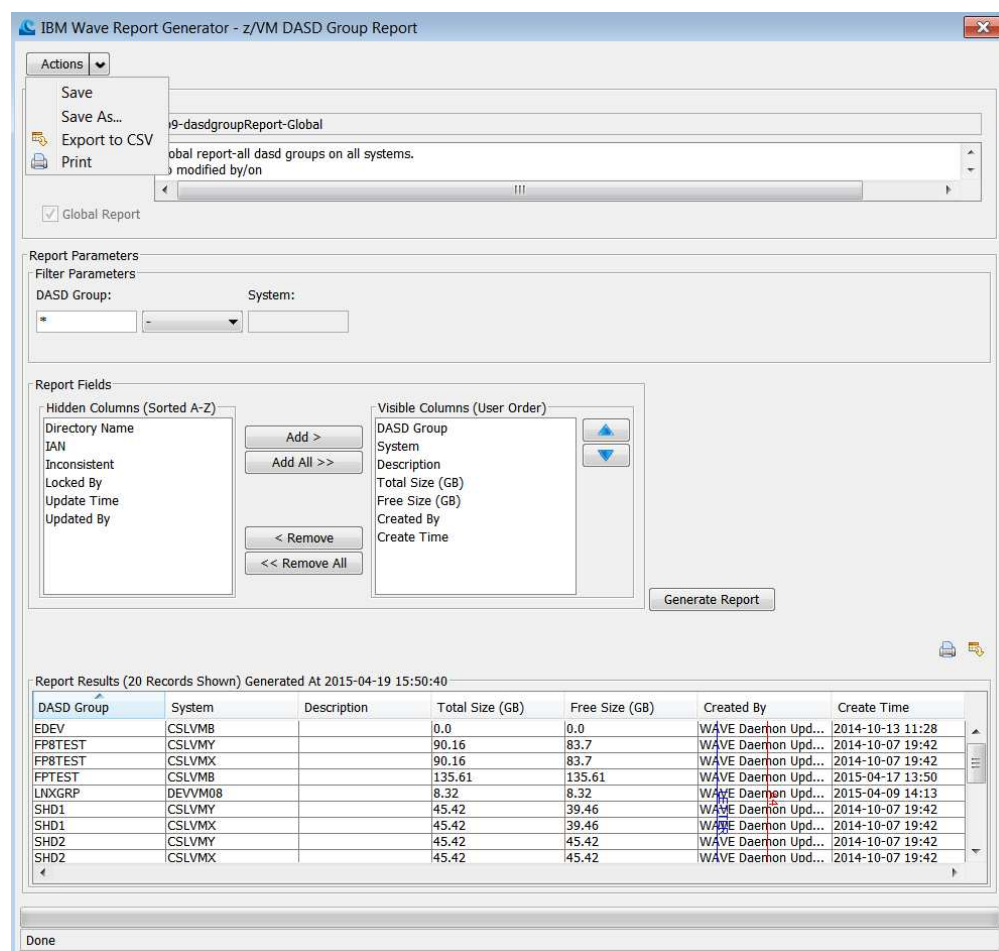 IBM Wave Report Generator - z/VM DASD Group Report
Actions
Save
Save As...
Export to CSV
Print
9-dasdgroupReport-Global
obal report-all dasd groups on all systems.
modified by/on
Global Report
Report Parameters
Filter Parameters
DASD Group: System:
* -
Report Fields
Hidden Columns (Sorted A-Z) Visible Columns (User Order)
Directory Name DASD Group
IAN Add > System
Inconsistent Add All >> Description
Locked By Total Size (GB)
Update Time Free Size (GB)
Updated By Created By
< Remove Create Time
<< Remove All
Generate Report
Report Results (20 Records Shown) Generated At 2015-04-19 15:50:40
DASD Group System Description Total Size (GB) Free Size (GB) Created By Create Time
EDEV CSLVMB 0.0 0.0 WAVE Daemon Upd... 2014-10-13 11:28
FP8TEST CSLVMY 90.16 83.7 WAVE Daemon Upd... 2014-10-07 19:42
FP8TEST CSLVMX 90.16 83.7 WAVE Daemon Upd... 2014-10-07 19:42
FPTEST CSLVMB 135.61 135.61 WAVE Daemon Upd... 2015-04-17 13:50
LNXGRP DEVVM08 8.32 8.32 WAVE Daemon Upd... 2015-04-09 14:13
SHD1 CSLVMY 45.42 39.46 WAVE Daemon Upd... 2014-10-07 19:42
SHD1 CSLVMX 45.42 39.46 WAVE Daemon Upd... 2014-10-07 19:42
SHD2 CSLVMY 45.42 45.42 WAVE Daemon Upd... 2014-10-07 19:42
SHD2 CSLVMX 45.42 45.42 WAVE Daemon Upd... 2014-10-07 19:42
Done